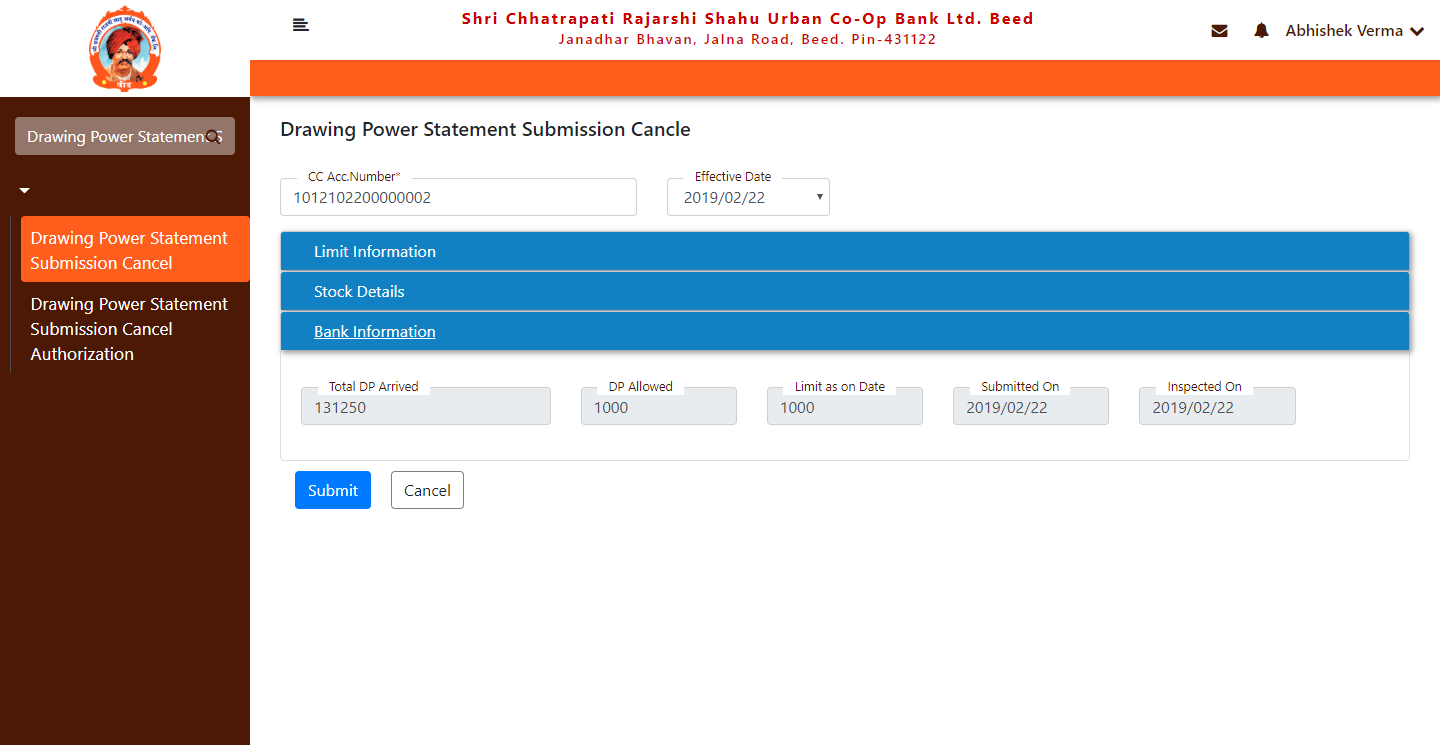 Shri Chhatrapati Rajarshi Shahu Urban Co-Op Bank Ltd. Beed
Janadhar Bhavan, Jalna Road, Beed. Pin-431122
Abhishek Verma
बीड
Drawing Power Statement S
Drawing Power Statement
Submission Cancel
Drawing Power Statement
Submission Cancel
Authorization
Drawing Power Statement Submission Cancle
CC Acc.Number*
1012102200000002
Effective Date
2019/02/22
Limit Information
Stock Details
Bank Information
Total DP Arrived
131250
DP Allowed
1000
Limit as on Date
1000
Submitted On
2019/02/22
Inspected On
2019/02/22
Submit
Cancel